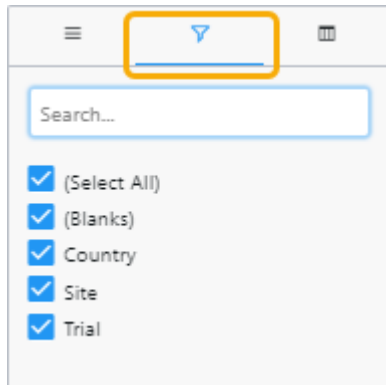 Search...
(Select All)
(Blanks)
Country
Site
Trial